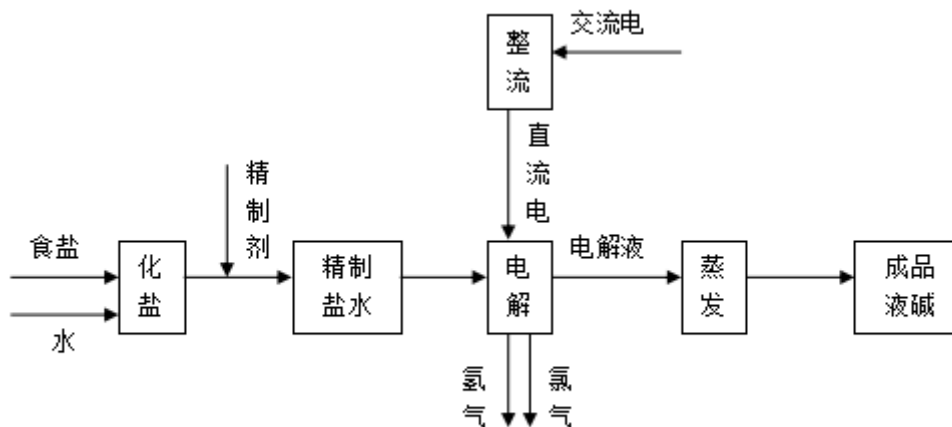 交流电
整流
直流电
精制剂
食盐
水
化盐
精制
盐水
电解
电解液
蒸发
成品
液碱
氢气
氯气